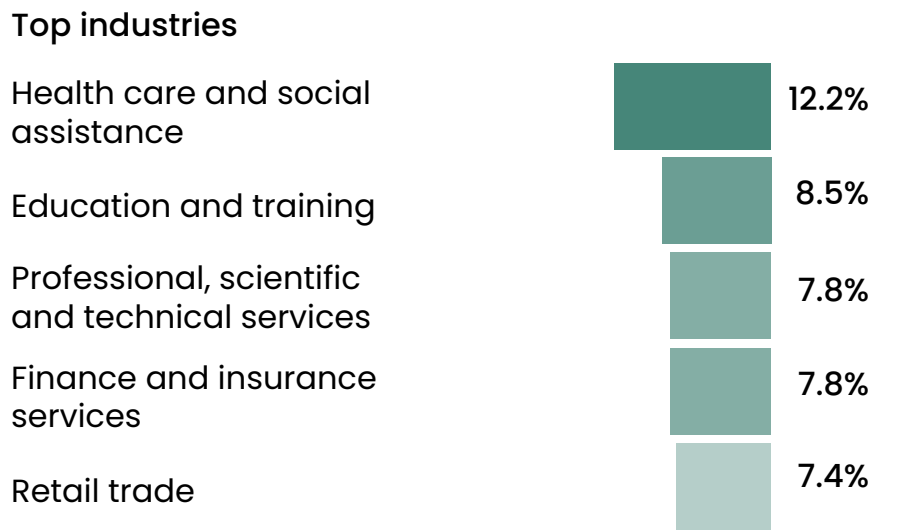 Top industries
Health care and social
assistance
12.2%
Education and training
8.5%
Professional, scientific
and technical services
7.8%
Finance and insurance
services
7.8%
Retail trade
7.4%